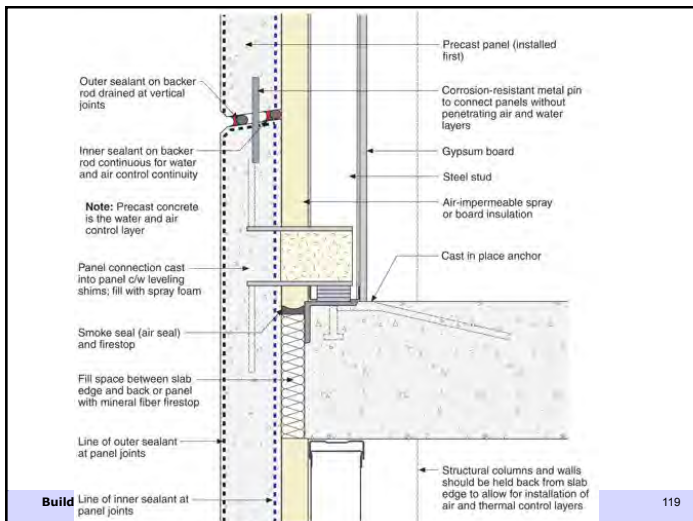 Outer sealant on backer
rod drained at vertical
joints
Inner sealant on backer
rod continuous for water
and air control continuity
Note: Precast concrete
is the water and air
control layer
Panel connection cast
into panel c/w leveling
shims; fill with spray foam
Smoke seal (air seal)
and firestop
Fill space between slab
edge and back or panel
with mineral fiber firestop
Line of outer sealant
at panel joints
Line of inner sealant at
panel joints
Precast panel (installed
first)
Corrosion-resistant metal pin
to connect panels without
penetrating air and water
layers
Gypsum board
Steel stud
Air-impermeable spray
or board insulation
Cast in place anchor
Structural columns and walls
should be held back from slab
edge to allow for installation of
air and thermal control layers
Build
119